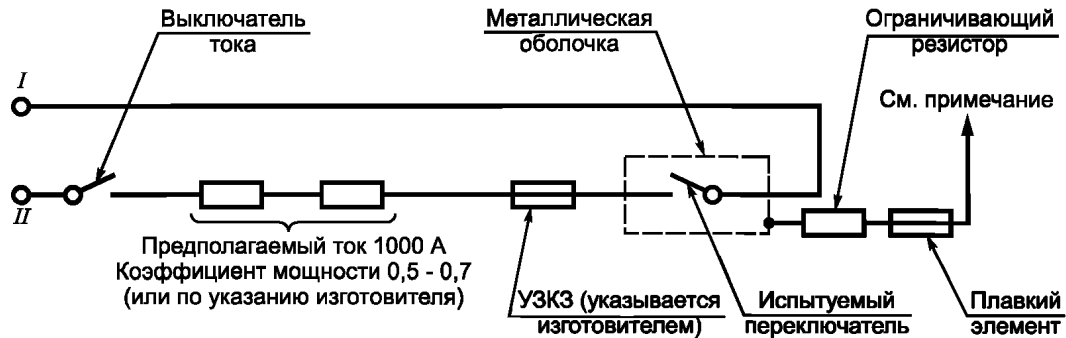 Выключатель
тока
Металлическая
оболочка
Ограничивающий
резистор
I
См. примечание
II
Предполагаемый ток 1000 А
Коэффициент мощности 0,5 - 0,7
(или по указанию изготовителя)
УЗКЗ (указывается
изготовителем)
Испытуемый
переключатель
Плавкий
элемент